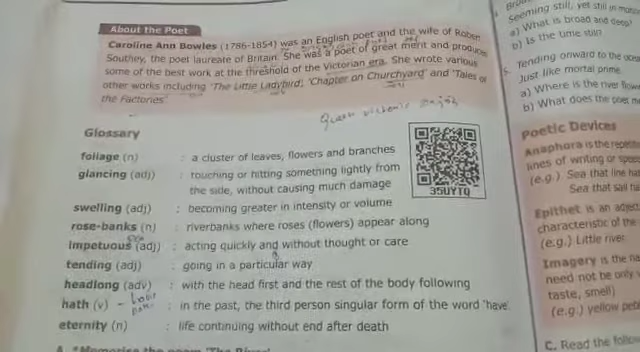 About the Poet
Caroline Ann Bowles (1786-1854) was an English poet and the wife of Robert
Southey, the poet laureate of Britain. She was a poet of great merit and produced
some of the best work at the threshold of the Victorian era. She wrote various
other works including 'The Little Ladybird', 'Chapter on Churchyard' and 'Tales of
the Factories'
Glossary
foliage (n) : a cluster of leaves, flowers and branches
glancing (adj) : touching or hitting something lightly from
the side, without causing much damage
swelling (adj) : becoming greater in intensity or volume
rose-banks (n) : riverbanks where roses (flowers) appear along
impetuous (adj) : acting quickly and without thought or care
tending (adj) : going in a particular way
headlong (adv) : with the head first and the rest of the body following
hath (v) : in the past, the third person singular form of the word 'have'.
eternity (n) : life continuing without end after death
35UYTQ
A. *Memorise the poem 'The River'
Seeming still, yet still in
a) What is broad and deep?
b) Is the time still?
Tending onward to the
Just like mortal prime
a) Where is the river
b) What does the poet
Poetic Devices
Anaphora is the
lines of writing or
(e.g.) Sea that line
Sea that sail
Epithet is an
characteristic of the
(e.g.) Little river
Imagery is the
need not be only
taste, smell)
(e.g.) yellow
C. Read the